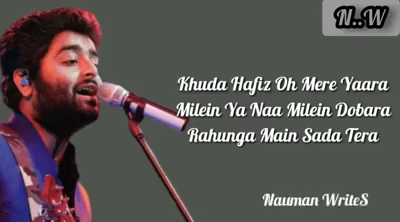 N..W
Khuda Hafiz Oh Mere Yaara
Milein Ya Naa Milein Dobara
Rahunga Main Sada Tera
Nauman WriteS